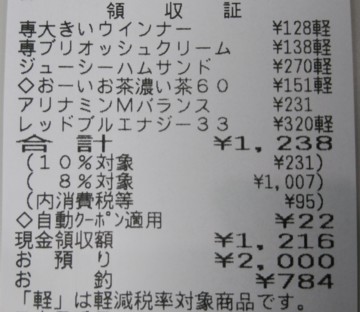 領収証
専大きいウインナー ¥128軽
専ブリオッシュクリーム ¥138軽
ジューシーハムサンド ¥270軽
◇おーいお茶濃い茶60 ¥151軽
アリナミンMバランス ¥231
レッドブルエナジー33 ¥320軽
合計 ¥1,238
(10%対象 ¥231)
( 8%対象 ¥1,007)
(内消費税等 ¥95)
◇自動クーポン適用 ¥22
現金領収額 ¥1,216
お預り ¥2,000
お釣 ¥784
「軽」は軽減税率対象商品です。